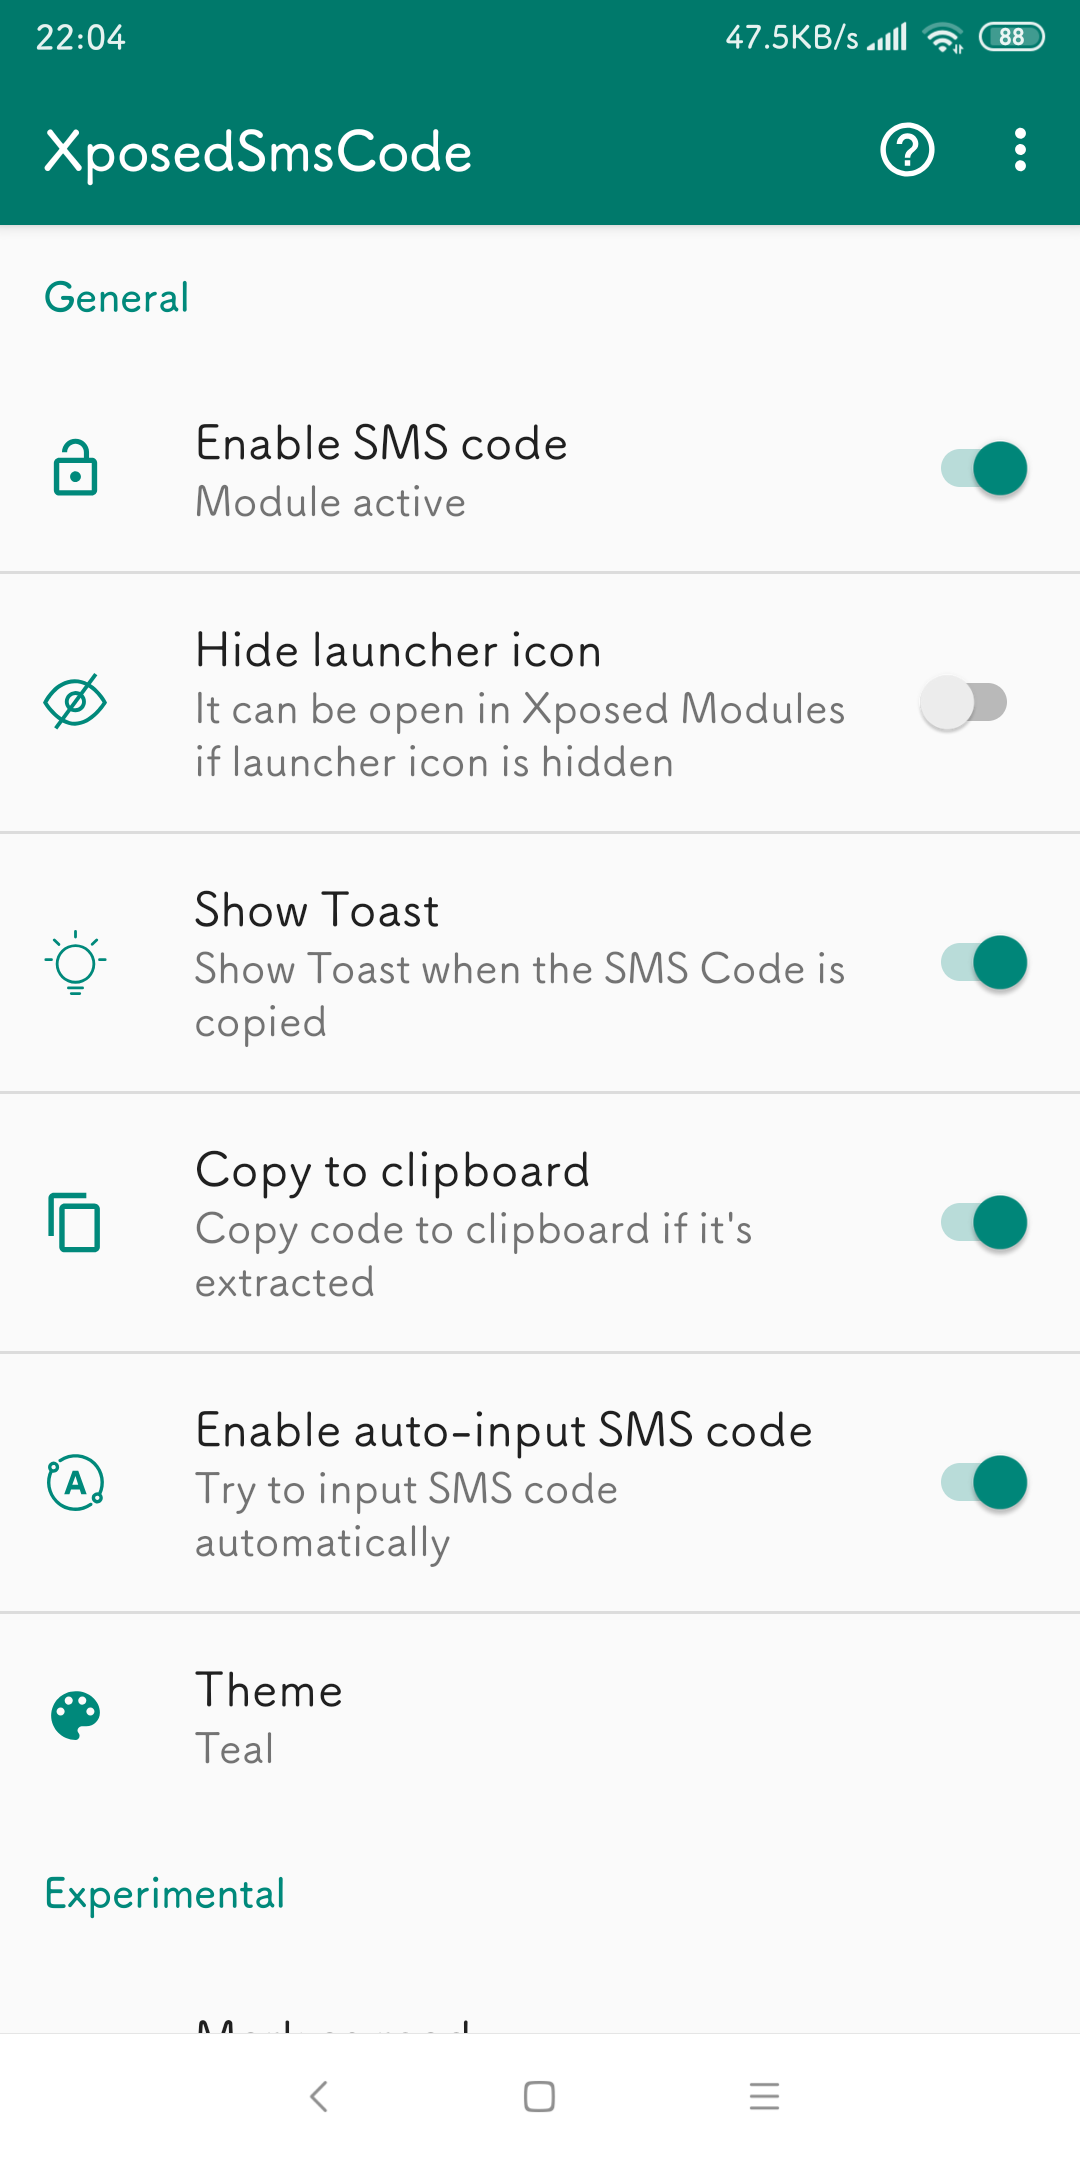 22:04 47.5KB/s 88
XposedSmsCode
General
Enable SMS code
Module active
Hide launcher icon
It can be open in Xposed Modules
if launcher icon is hidden
Show Toast
Show Toast when the SMS Code is
copied
Copy to clipboard
Copy code to clipboard if it's
extracted
A
Enable auto-input SMS code
Try to input SMS code
automatically
Theme
Teal
Experimental